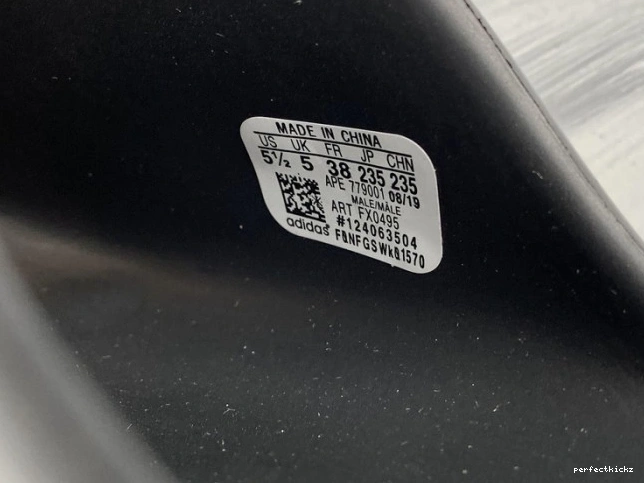 MADE IN CHINA
US UK FR JP CHN
5½ 5 38 235 235
APE 779001 08/19
MALE/MÂLE
ART FX0495
#124063504
adidas
perfectkickz